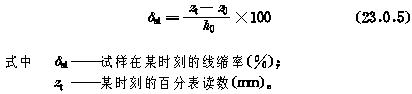 δsl = (zt − z0) / h0 × 100 (23.0.5)
式中 δsl——试样在某时刻的线缩率(%);
zt——某时刻的百分表读数(mm)。